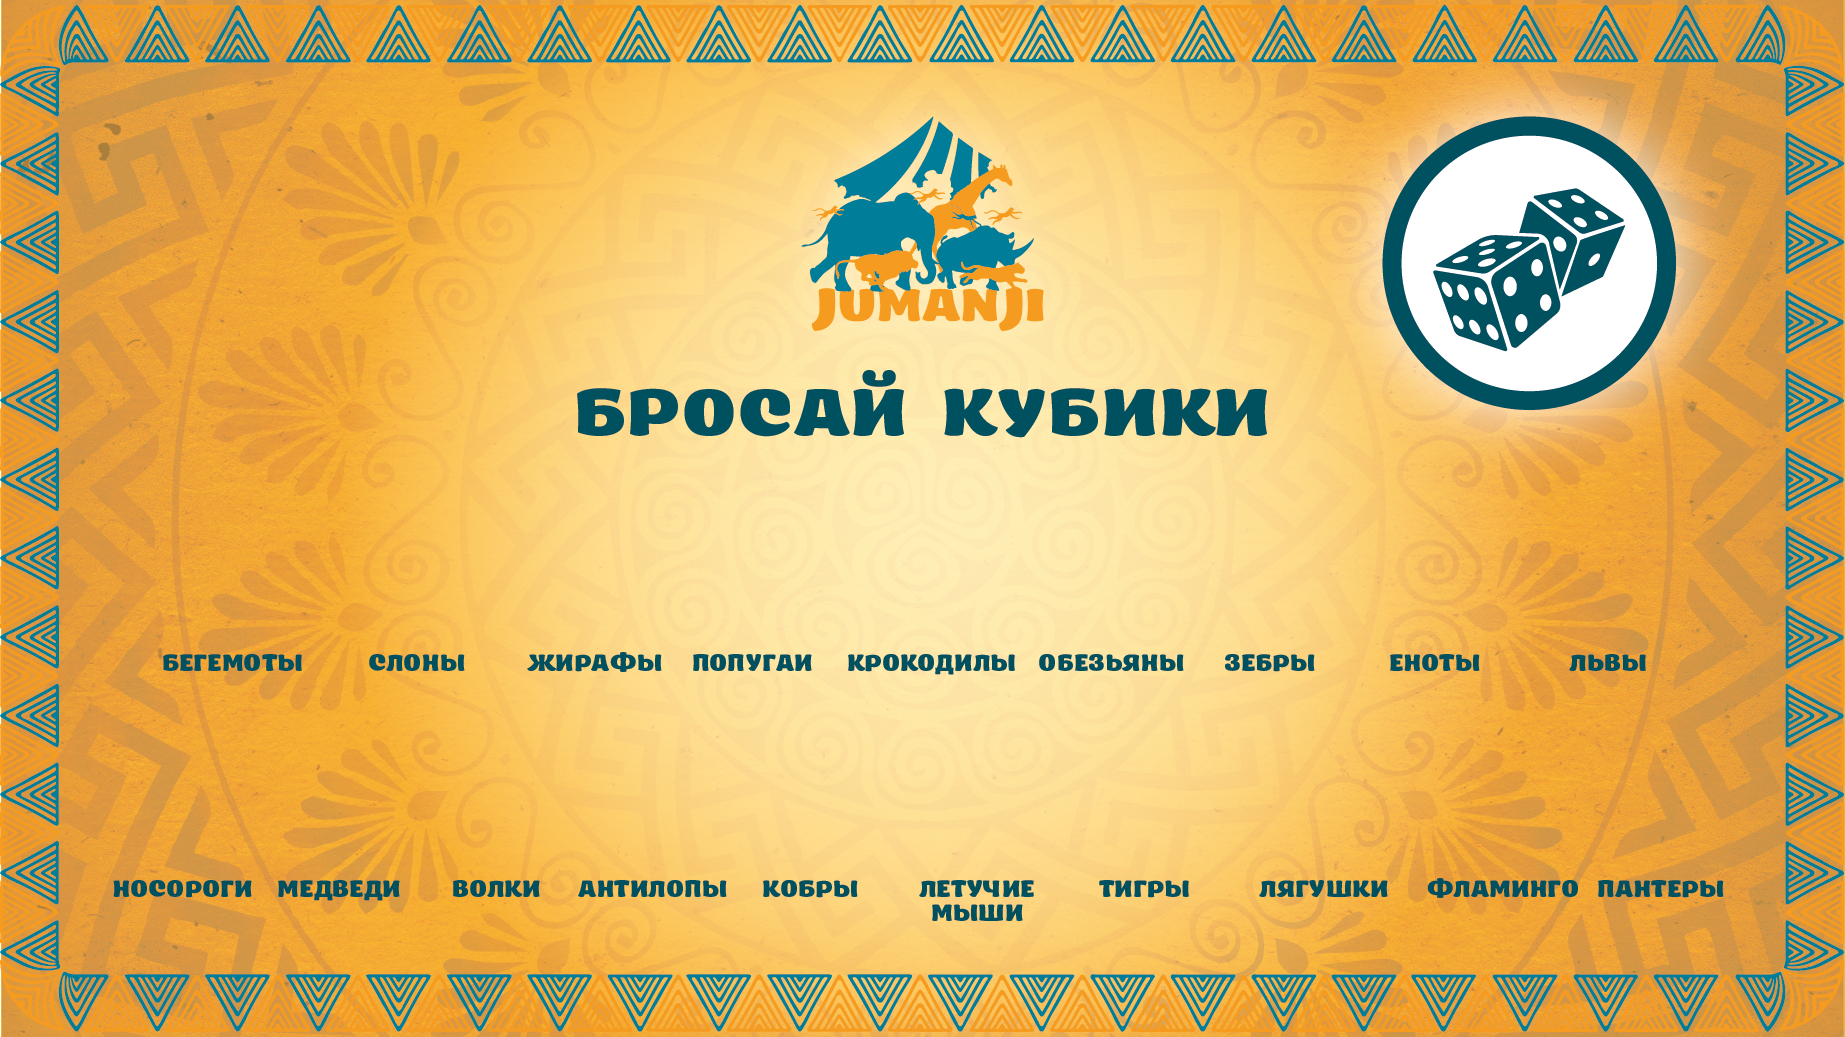 JUMANJI
БРОСАЙ КУБИКИ
БЕГЕМОТЫ СЛОНЫ ЖИРАФЫ ПОПУГАИ КРОКОДИЛЫ ОБЕЗЬЯНЫ ЗЕБРЫ ЕНОТЫ ЛЬВЫ
НОСОРОГИ МЕДВЕДИ ВОЛКИ АНТИЛОПЫ КОБРЫ ЛЕТУЧИЕ ТИГРЫ ЛЯГУШКИ ФЛАМИНГО ПАНТЕРЫ
МЫШИ